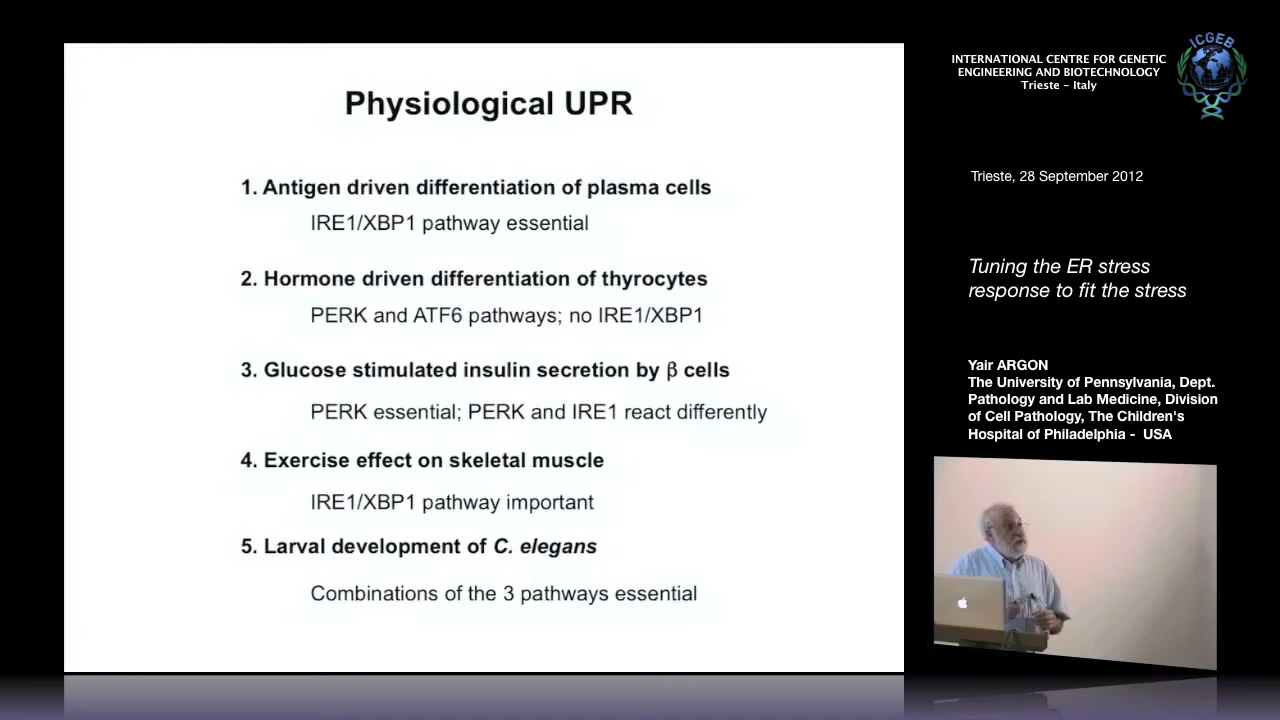 Physiological UPR
1. Antigen driven differentiation of plasma cells
IRE1/XBP1 pathway essential
2. Hormone driven differentiation of thyrocytes
PERK and ATF6 pathways; no IRE1/XBP1
3. Glucose stimulated insulin secretion by β cells
PERK essential; PERK and IRE1 react differently
4. Exercise effect on skeletal muscle
IRE1/XBP1 pathway important
5. Larval development of C. elegans
Combinations of the 3 pathways essential
INTERNATIONAL CENTRE FOR GENETIC
ENGINEERING AND BIOTECHNOLOGY
Trieste - Italy
ICGEB
Trieste, 28 September 2012
Tuning the ER stress
response to fit the stress
Yair ARGON
The University of Pennsylvania, Dept.
Pathology and Lab Medicine, Division
of Cell Pathology, The Children's
Hospital of Philadelphia - USA